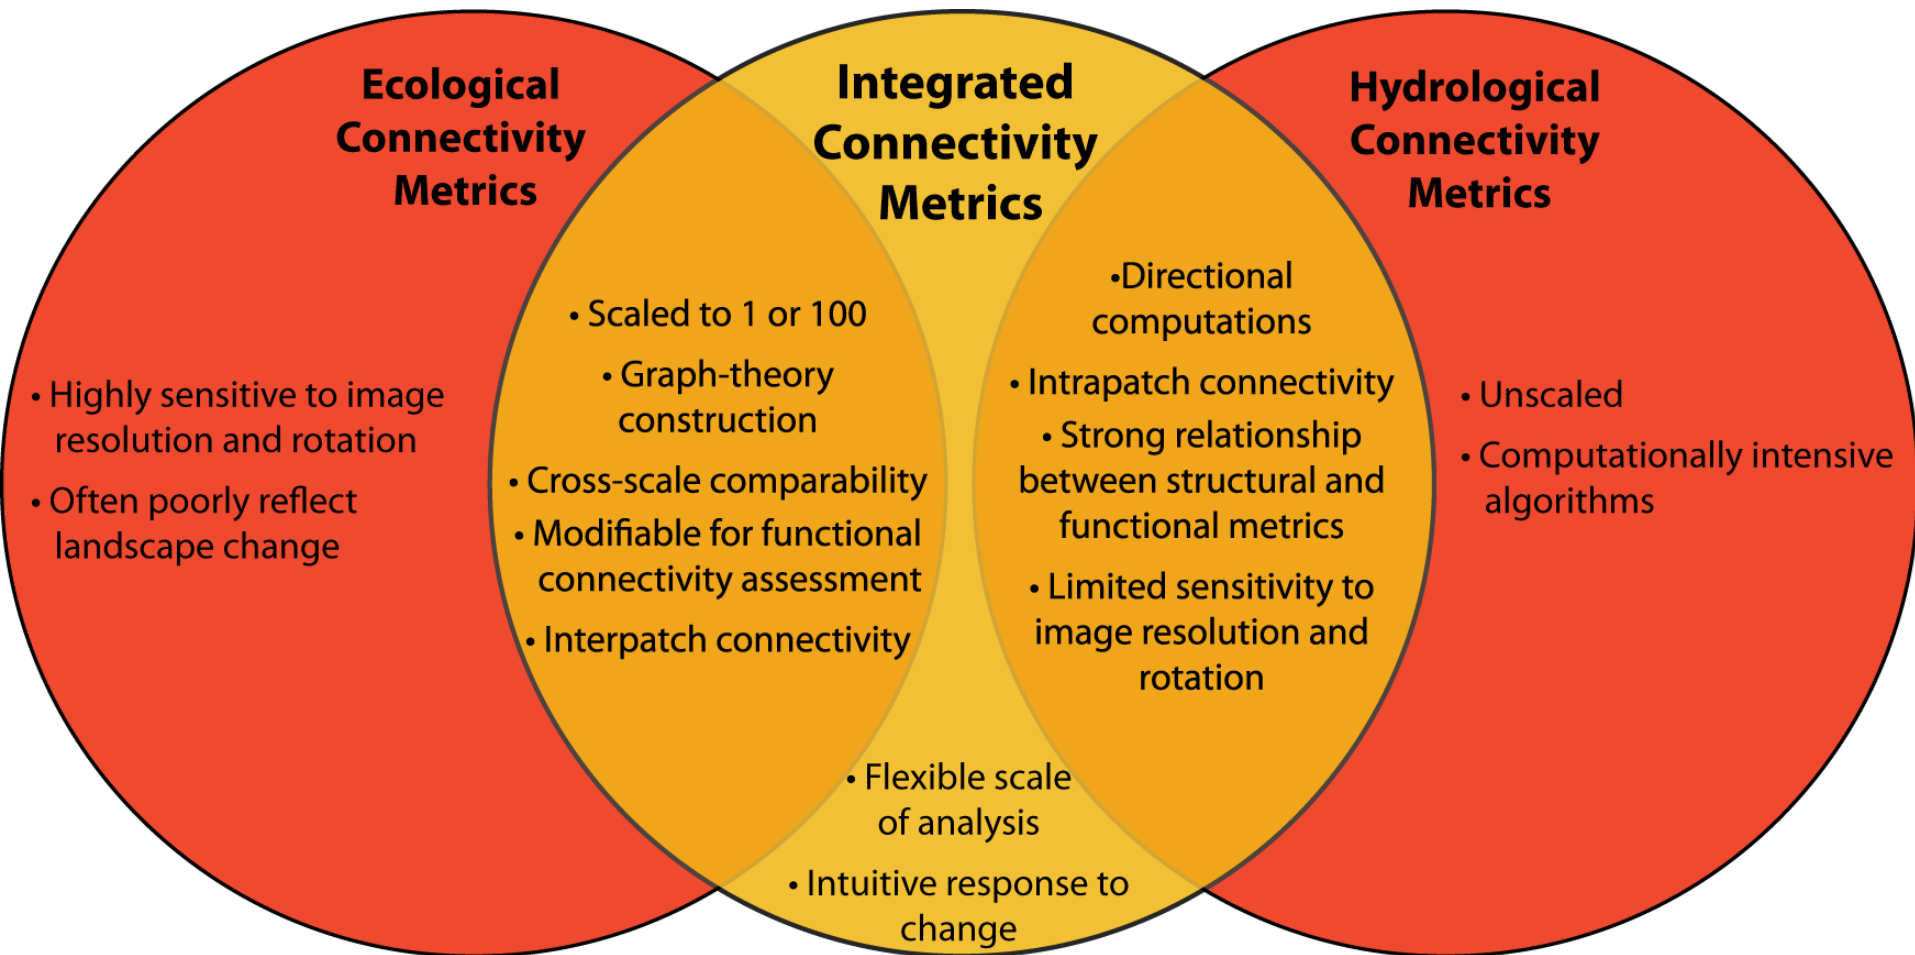 Ecological
Connectivity
Metrics
• Highly sensitive to image
resolution and rotation
• Often poorly reflect
landscape change
• Scaled to 1 or 100
• Graph-theory
construction
• Cross-scale comparability
• Modifiable for functional
connectivity assessment
• Interpatch connectivity
Integrated
Connectivity
Metrics
• Flexible scale
of analysis
• Intuitive response to
change
•Directional
computations
• Intrapatch connectivity
• Strong relationship
between structural and
functional metrics
• Limited sensitivity to
image resolution and
rotation
Hydrological
Connectivity
Metrics
• Unscaled
• Computationally intensive
algorithms